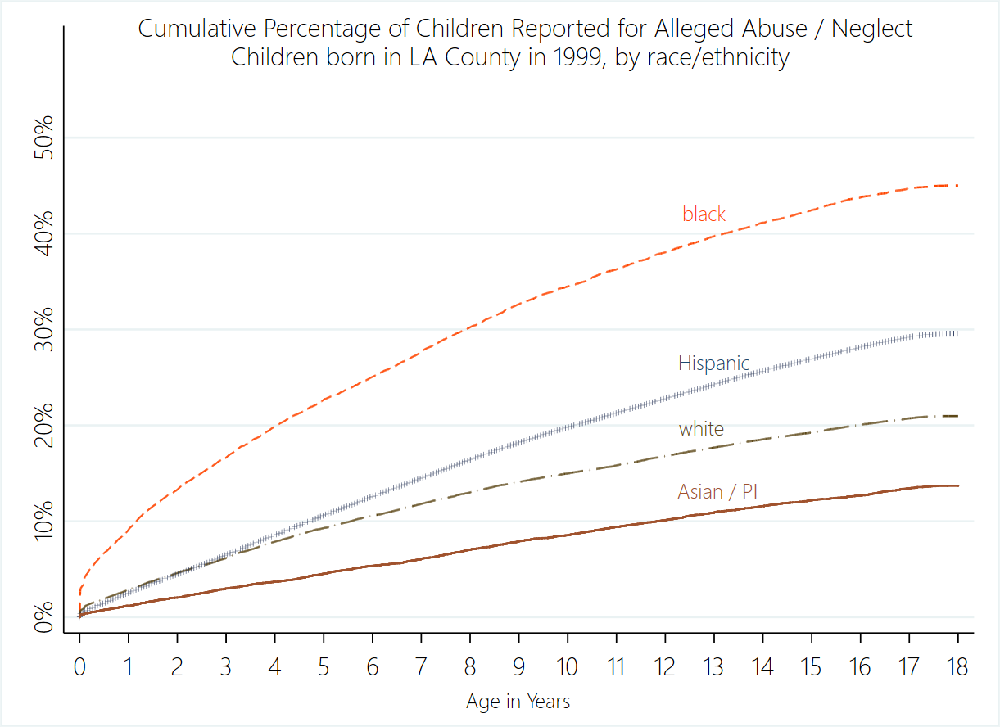 Cumulative Percentage of Children Reported for Alleged Abuse / Neglect
Children born in LA County in 1999, by race/ethnicity
50%
40%
30%
20%
10%
0%
black
Hispanic
white
Asian / PI
0 1 2 3 4 5 6 7 8 9 10 11 12 13 14 15 16 17 18
Age in Years